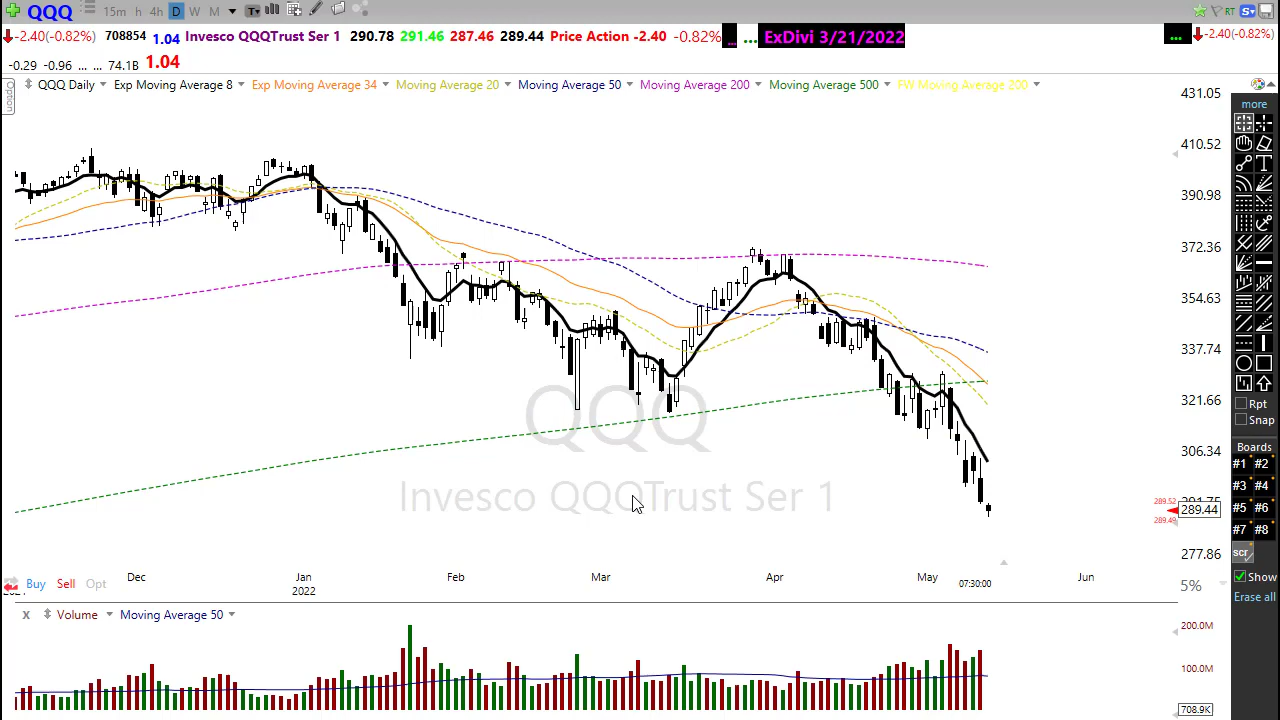 QQQ 15m h 4h D W M T RT S
-2.40(-0.82%) 708854 1.04 Invesco QQQTrust Ser 1 290.78 291.46 287.46 289.44 Price Action -2.40 -0.82% ... ... ExDivi 3/21/2022 ... -2.40(-0.82%)
-0.29 -0.96 ... ... 74.1B 1.04
Option
QQQ Daily Exp Moving Average 8 Exp Moving Average 34 Moving Average 20 Moving Average 50 Moving Average 200 Moving Average 500 FW Moving Average 200
431.05
410.52
390.98
372.36
354.63
337.74
321.66
306.34
289.52
289.44
289.49
277.86
QQQ
Invesco QQQTrust Ser 1
more
Rpt
Snap
Boards
#1 #2
#3 #4
#5 #6
#7 #8
scr
Show
Erase all
Dec Jan Feb Mar Apr May Jun
2022 07:30:00
Buy Sell Opt 5%
X Volume Moving Average 50
200.0M
100.0M
708.9K